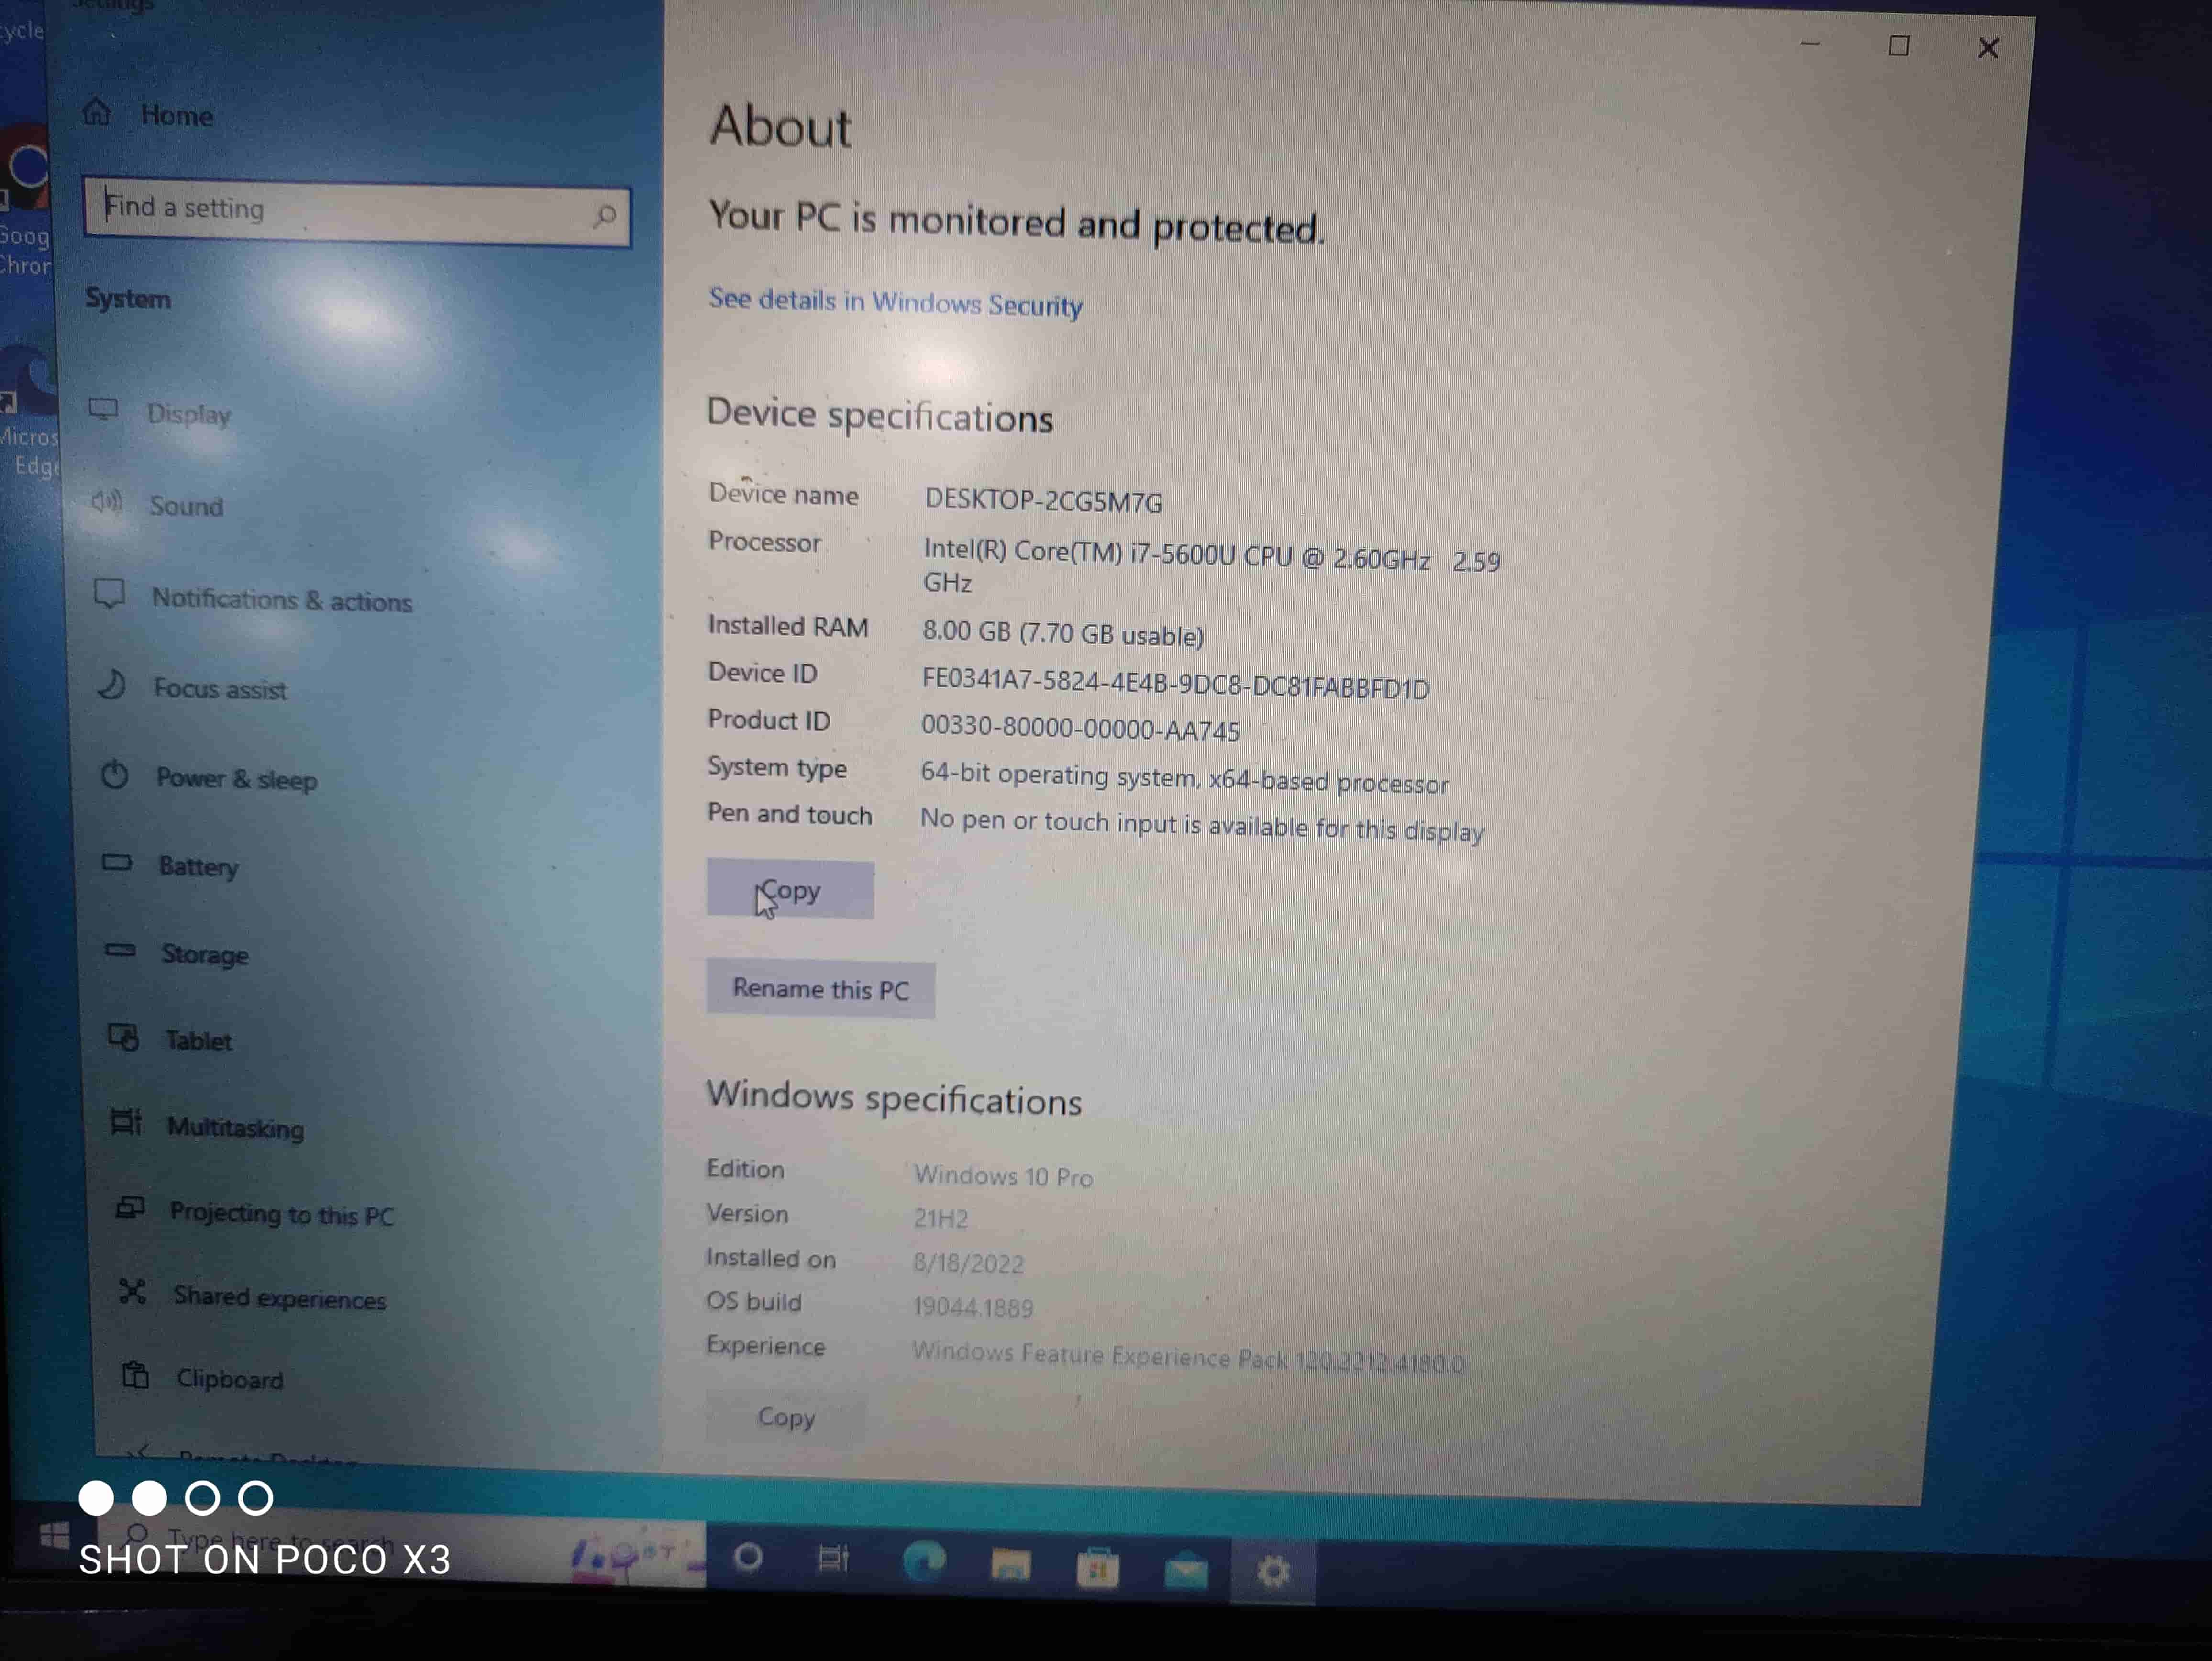 ycle
Goog
Chror
Micros
Edge
Settings
Home
Find a setting
System
Display
Sound
Notifications & actions
Focus assist
Power & sleep
Battery
Storage
Tablet
Multitasking
Projecting to this PC
Shared experiences
Clipboard
Remote Desktop
About
Your PC is monitored and protected.
See details in Windows Security
Device specifications
Device name DESKTOP-2CG5M7G
Processor Intel(R) Core(TM) i7-5600U CPU @ 2.60GHz 2.59
GHz
Installed RAM 8.00 GB (7.70 GB usable)
Device ID FE0341A7-5824-4E4B-9DC8-DC81FABBFD1D
Product ID 00330-80000-00000-AA745
System type 64-bit operating system, x64-based processor
Pen and touch No pen or touch input is available for this display
Copy
Rename this PC
Windows specifications
Edition Windows 10 Pro
Version 21H2
Installed on 8/18/2022
OS build 19044.1889
Experience Windows Feature Experience Pack 120.2212.4180.0
Copy
Type here to search
SHOT ON POCO X3